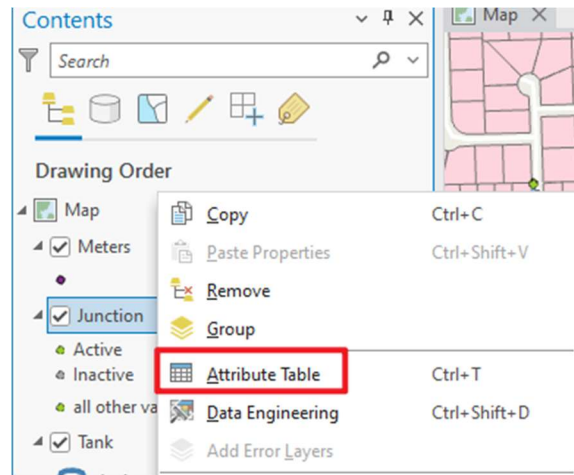 Contents
Map
Search
Drawing Order
Map
Meters
Junction
Active
Inactive
all other va
Tank
Copy Ctrl+C
Paste Properties Ctrl+Shift+V
Remove
Group
Attribute Table Ctrl+T
Data Engineering Ctrl+Shift+D
Add Error Layers